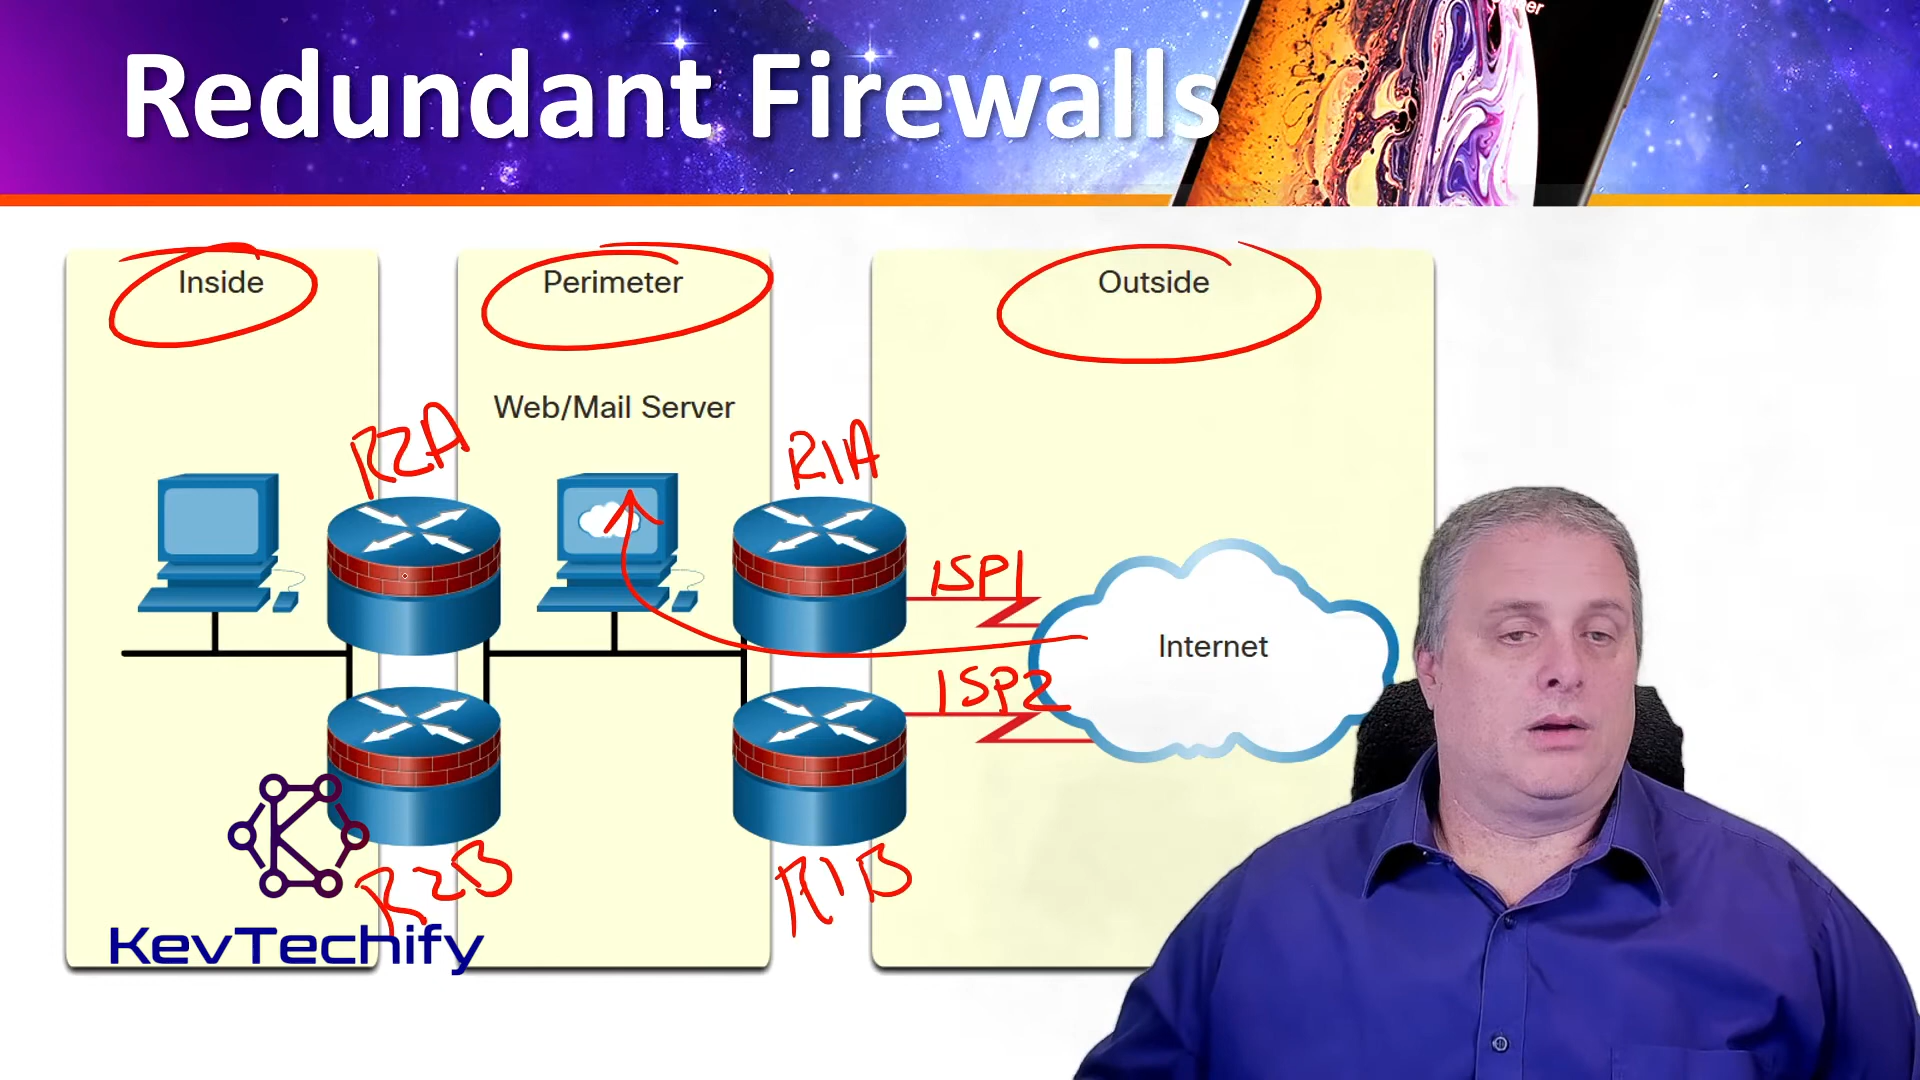 Redundant Firewalls
Inside
Perimeter
Outside
Web/Mail Server
R2A
R1A
ISP1
Internet
ISP2
R2B
R1B
KevTechify